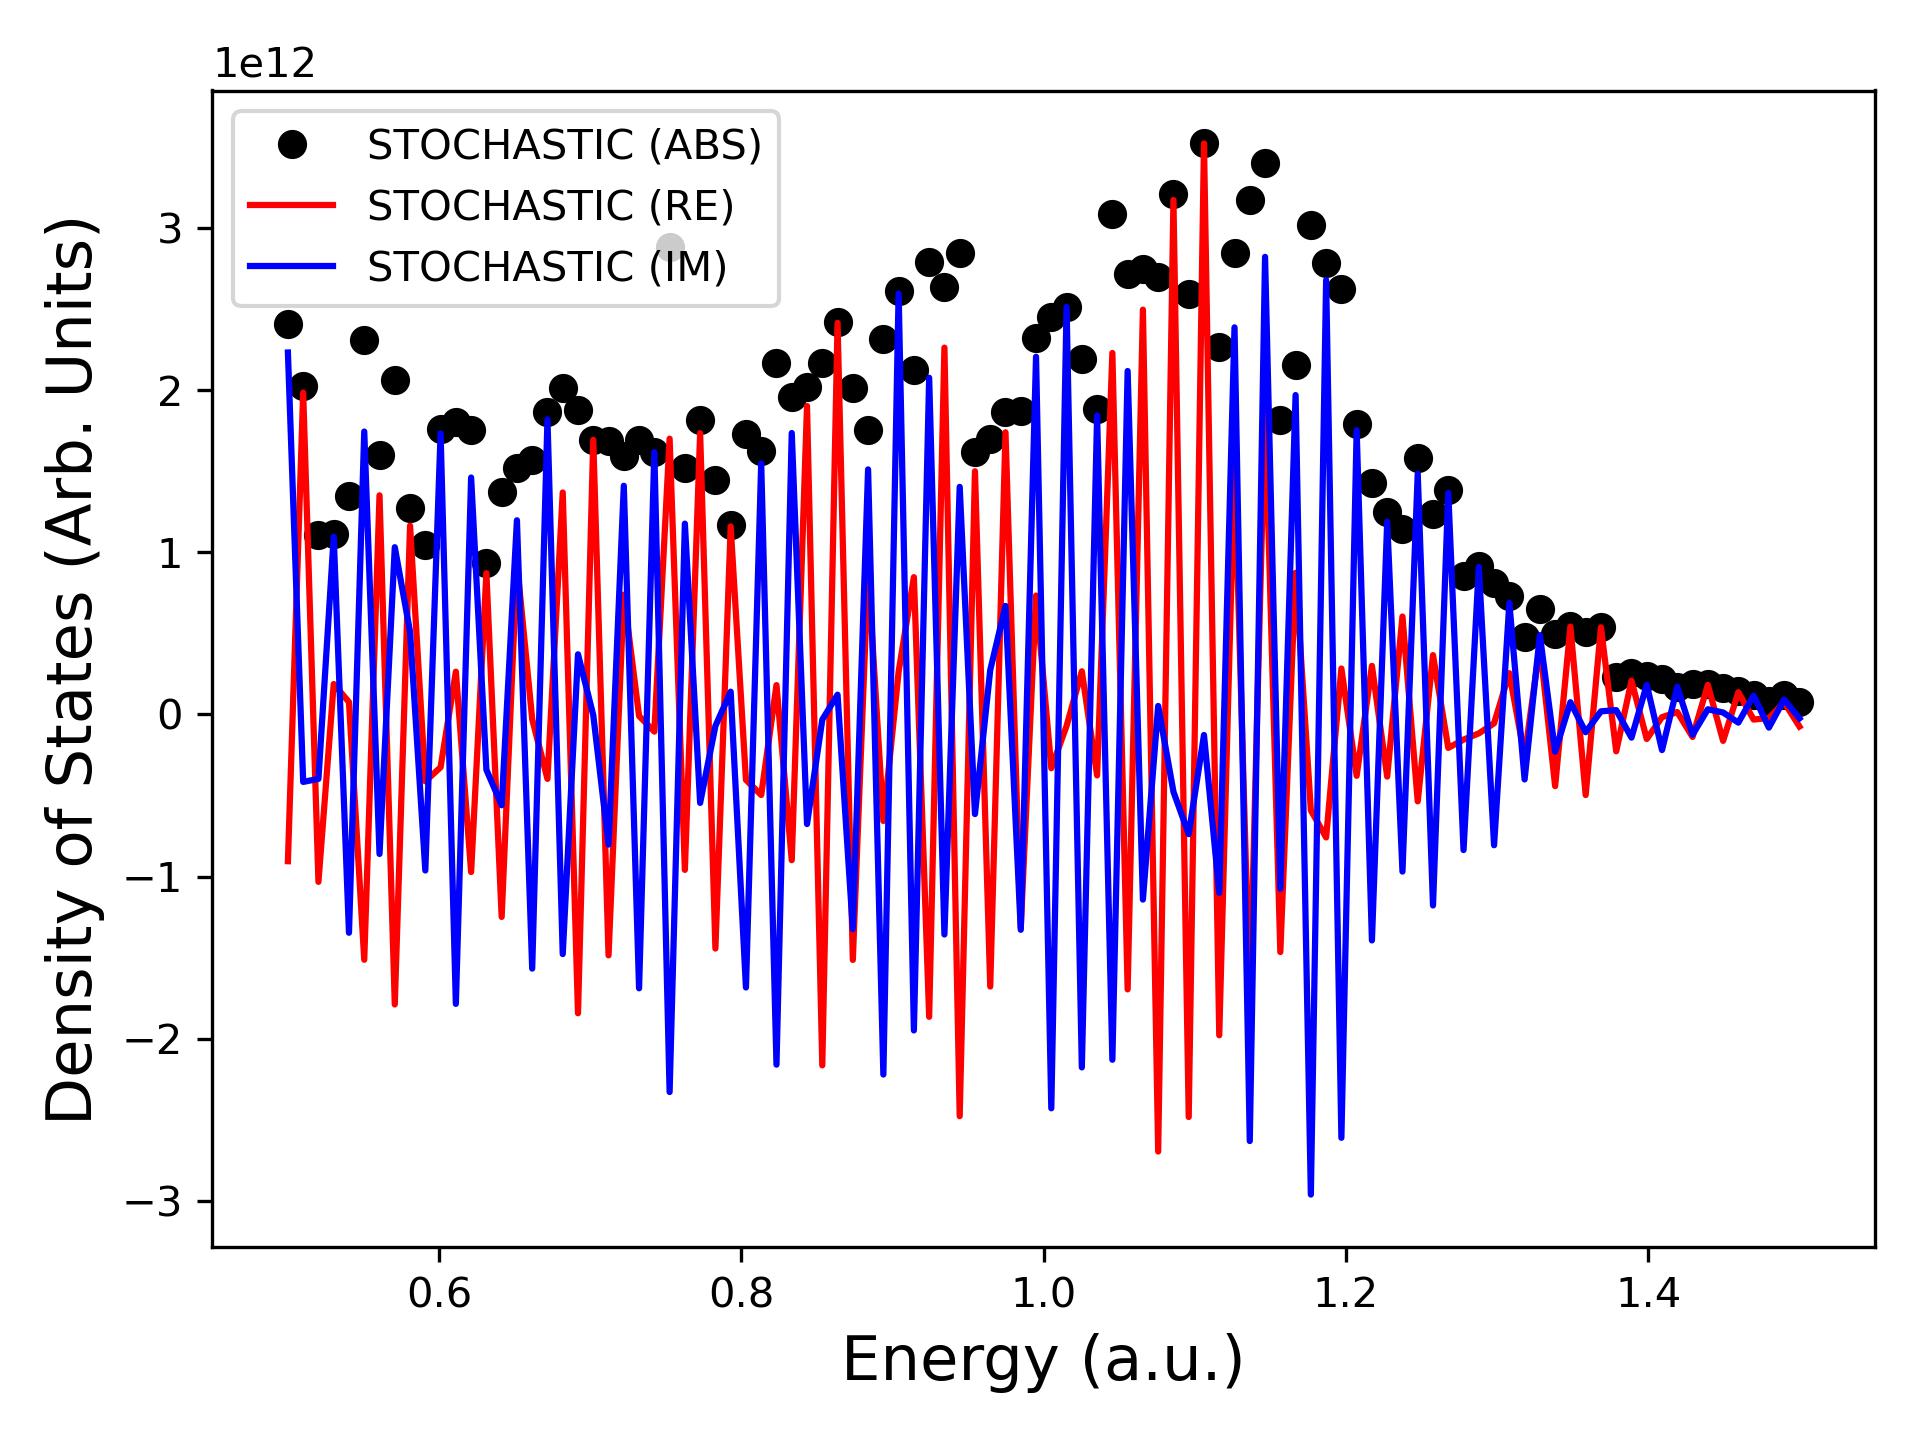 1e12
STOCHASTIC (ABS)
STOCHASTIC (RE)
STOCHASTIC (IM)
3
2
1
0
−1
−2
−3
Density of States (Arb. Units)
0.6 0.8 1.0 1.2 1.4
Energy (a.u.)